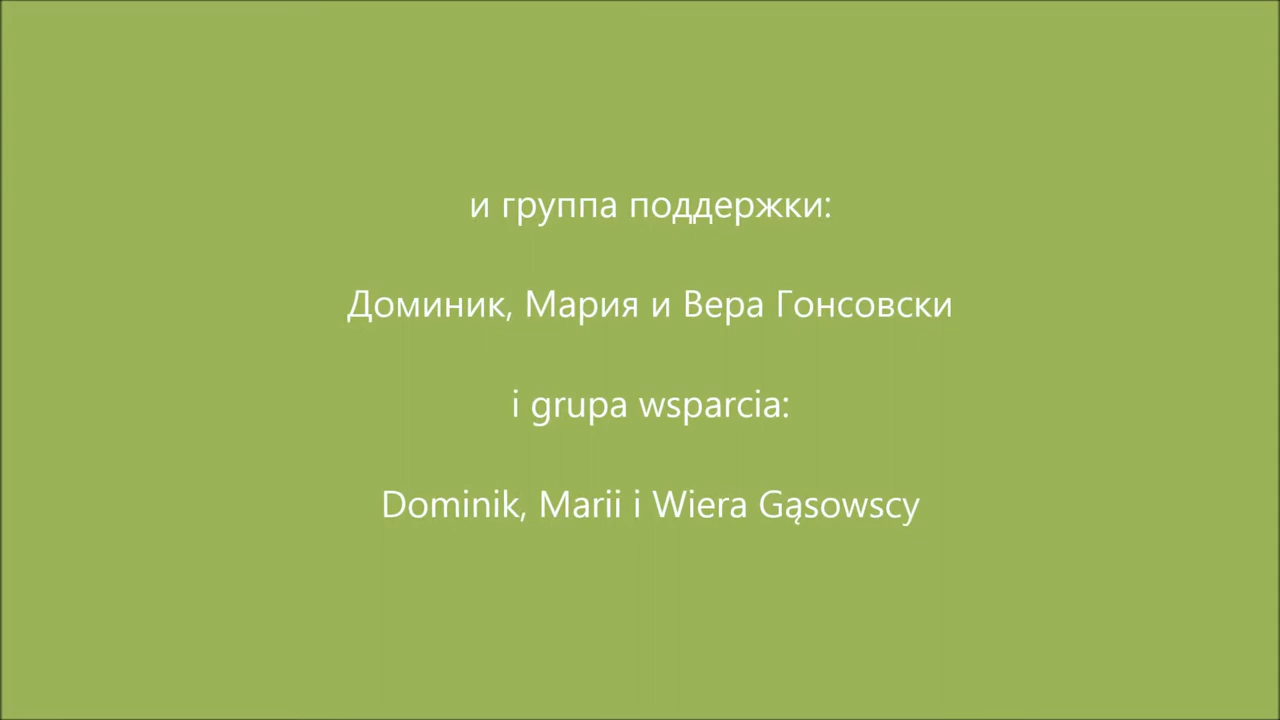 и группа поддержки:
Доминик, Мария и Вера Гонсовски
i grupa wsparcia:
Dominik, Marii i Wiera Gąsowscy